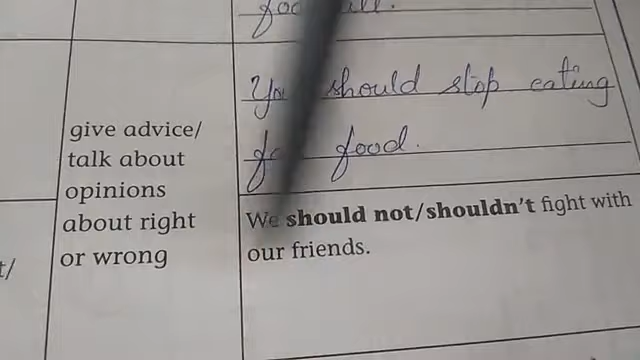 You should stop eating
food.
give advice/
talk about
opinions
about right
or wrong
We should not/shouldn't fight with
our friends.
t/